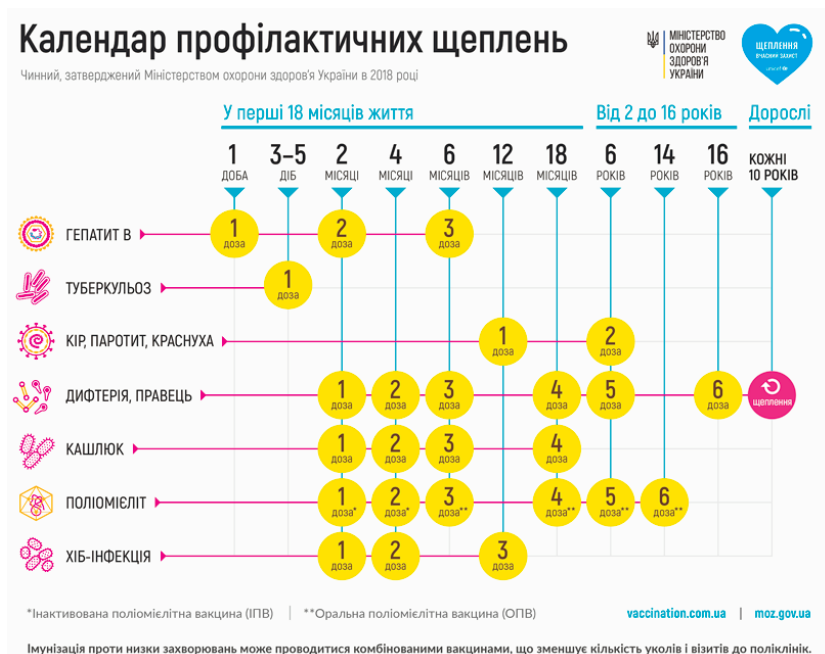 Календар профілактичних щеплень
Чинний, затверджений Міністерством охорони здоров'я України в 2018 році
МІНІСТЕРСТВО
ОХОРОНИ
ЗДОРОВ'Я
УКРАЇНИ
ЩЕПЛЕННЯ
ВЧАСНИЙ ЗАХИСТ
unicef
У перші 18 місяців життя
Від 2 до 16 років
Дорослі
1 3–5 2 4 6 12 18 6 14 16 КОЖНІ
ДОБА ДІБ МІСЯЦІ МІСЯЦІ МІСЯЦІВ МІСЯЦІВ МІСЯЦІВ РОКІВ РОКІВ РОКІВ 10 РОКІВ
ГЕПАТИТ В 1 доза 2 доза 3 доза
ТУБЕРКУЛЬОЗ 1 доза
КІР, ПАРОТИТ, КРАСНУХА 1 доза 2 доза
ДИФТЕРІЯ, ПРАВЕЦЬ 1 доза 2 доза 3 доза 4 доза 5 доза 6 доза щеплення
КАШЛЮК 1 доза 2 доза 3 доза 4 доза
ПОЛІОМІЄЛІТ 1 доза* 2 доза* 3 доза** 4 доза** 5 доза** 6 доза**
ХІБ-ІНФЕКЦІЯ 1 доза 2 доза 3 доза
*Інактивована поліомієлітна вакцина (ІПВ) | **Оральна поліомієлітна вакцина (ОПВ)
vaccination.com.ua | moz.gov.ua
Імунізація проти низки захворювань може проводитися комбінованими вакцинами, що зменшує кількість уколів і візитів до поліклінік.